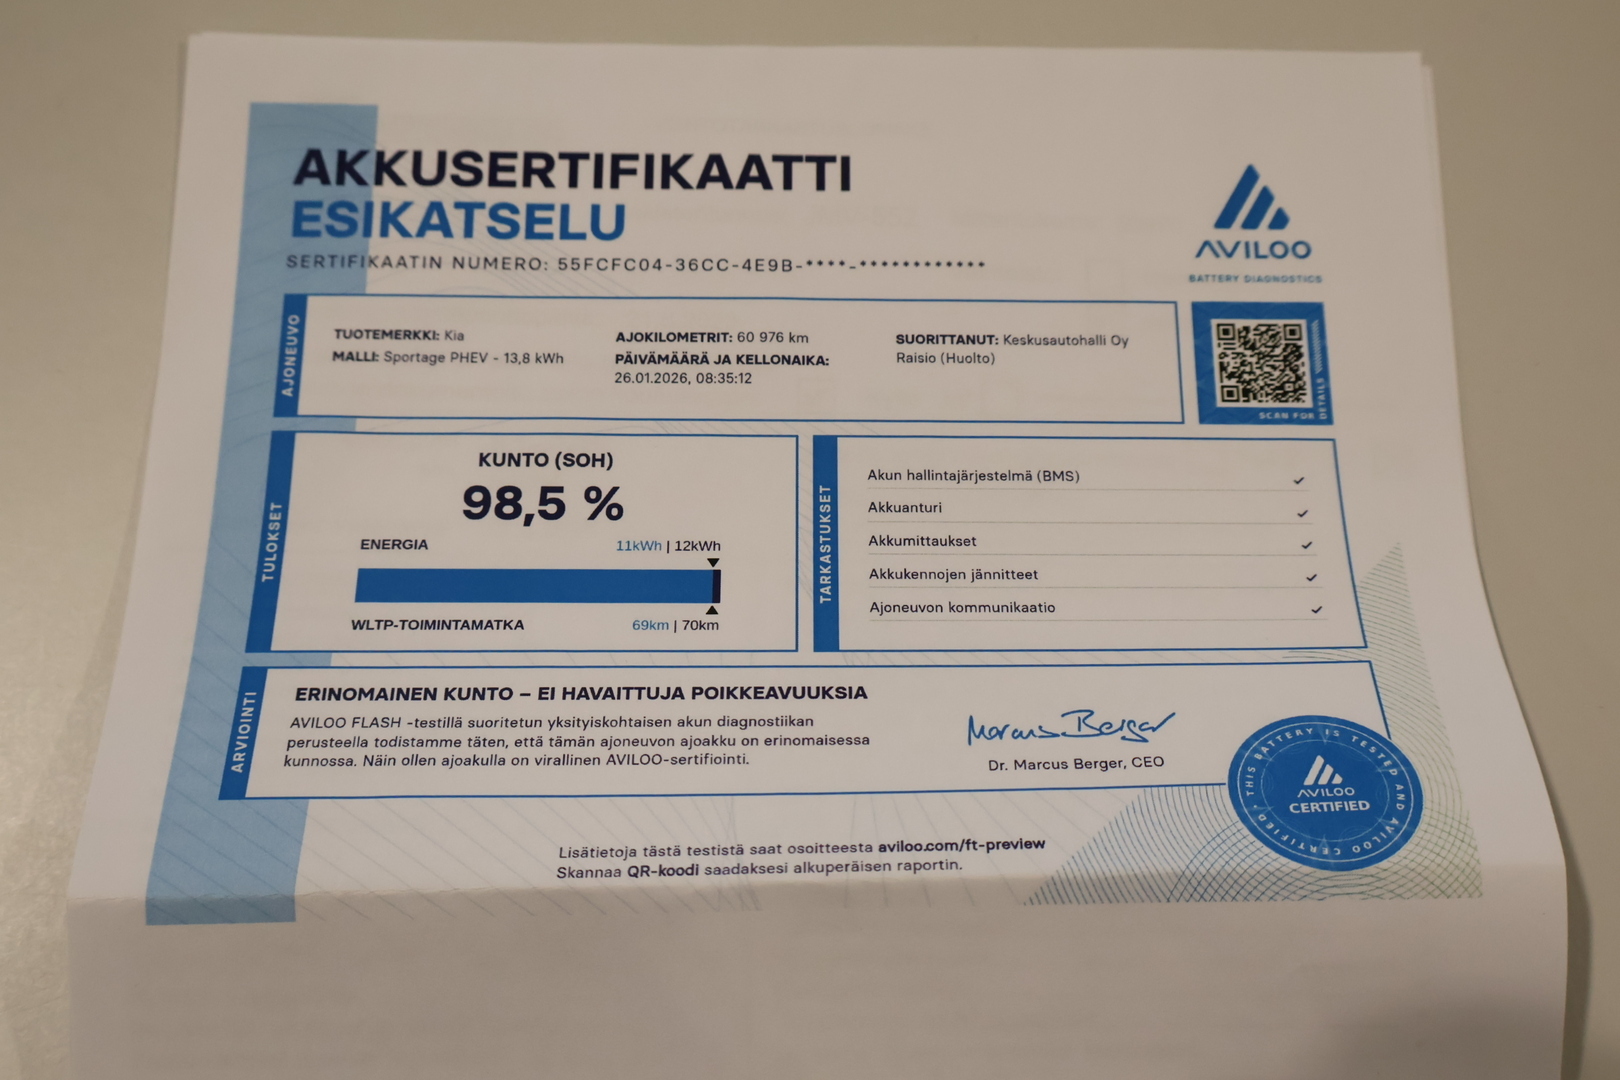 AKKUSERTIFIKAATTI
ESIKATSELU
SERTIFIKAATIN NUMERO: 55FCFC04-36CC-4E9B-****-************
AVILOO
BATTERY DIAGNOSTICS
AJONEUVO
TUOTEMERKKI: Kia
MALLI: Sportage PHEV - 13,8 kWh
AJOKILOMETRIT: 60 976 km
PÄIVÄMÄÄRÄ JA KELLONAIKA:
26.01.2026, 08:35:12
SUORITTANUT: Keskusautohalli Oy
Raisio (Huolto)
SCAN FOR
DETAILS
TULOKSET
KUNTO (SOH)
98,5 %
ENERGIA 11kWh | 12kWh
WLTP-TOIMINTAMATKA 69km | 70km
TARKASTUKSET
Akun hallintajärjestelmä (BMS) ✓
Akkuanturi ✓
Akkumittaukset ✓
Akkukennojen jännitteet ✓
Ajoneuvon kommunikaatio ✓
ARVIOINTI
ERINOMAINEN KUNTO – EI HAVAITTUJA POIKKEAVUUKSIA
AVILOO FLASH -testillä suoritetun yksityiskohtaisen akun diagnostiikan
perusteella todistamme täten, että tämän ajoneuvon ajoakku on erinomaisessa
kunnossa. Näin ollen ajoakulla on virallinen AVILOO-sertifiointi.
Marcus Berger
Dr. Marcus Berger, CEO
THIS BATTERY IS TESTED AND AVILOO CERTIFIED
AVILOO
CERTIFIED
Lisätietoja tästä testistä saat osoitteesta aviloo.com/ft-preview
Skannaa QR-koodi saadaksesi alkuperäisen raportin.